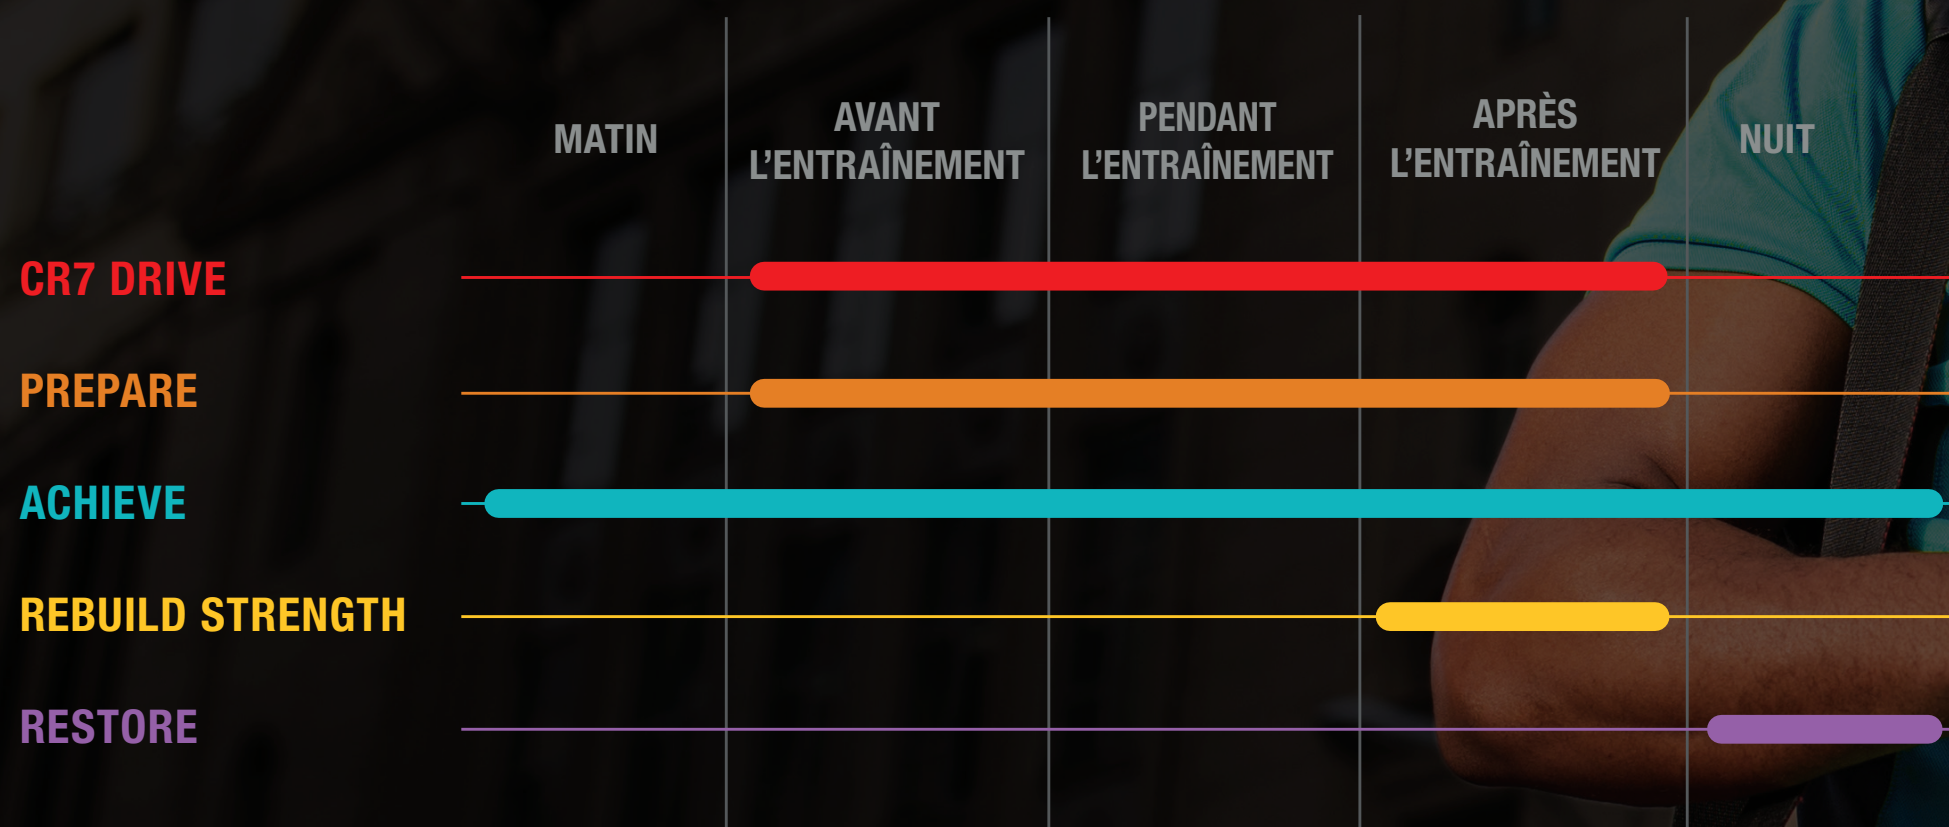 MATIN
AVANT
L’ENTRAÎNEMENT
PENDANT
L’ENTRAÎNEMENT
APRÈS
L’ENTRAÎNEMENT
NUIT
CR7 DRIVE
PREPARE
ACHIEVE
REBUILD STRENGTH
RESTORE